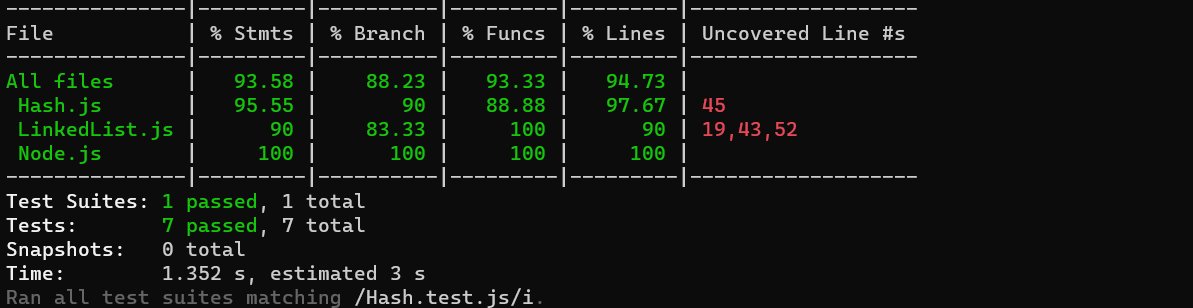 ---------------|---------|----------|---------|---------|-------------------
File           | % Stmts | % Branch | % Funcs | % Lines | Uncovered Line #s
---------------|---------|----------|---------|---------|-------------------
All files      |   93.58 |    88.23 |   93.33 |   94.73 |
 Hash.js       |   95.55 |       90 |   88.88 |   97.67 | 45
 LinkedList.js |      90 |    83.33 |     100 |      90 | 19,43,52
 Node.js       |     100 |      100 |     100 |     100 |
---------------|---------|----------|---------|---------|-------------------
Test Suites: 1 passed, 1 total
Tests:       7 passed, 7 total
Snapshots:   0 total
Time:        1.352 s, estimated 3 s
Ran all test suites matching /Hash.test.js/i.